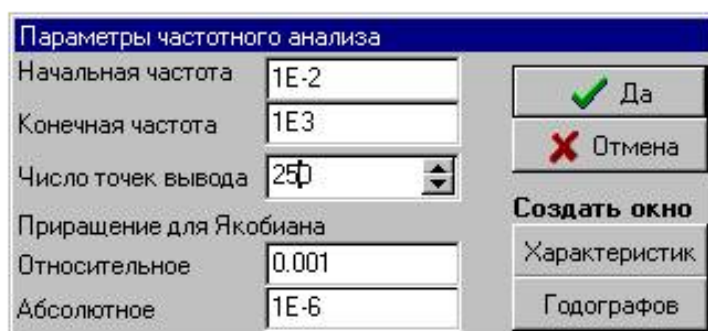 Параметры частотного анализа
Начальная частота 1E-2
Конечная частота 1E3
Число точек вывода 250
Приращение для Якобиана
Относительное 0.001
Абсолютное 1E-6
Да
Отмена
Создать окно
Характеристик
Годографов